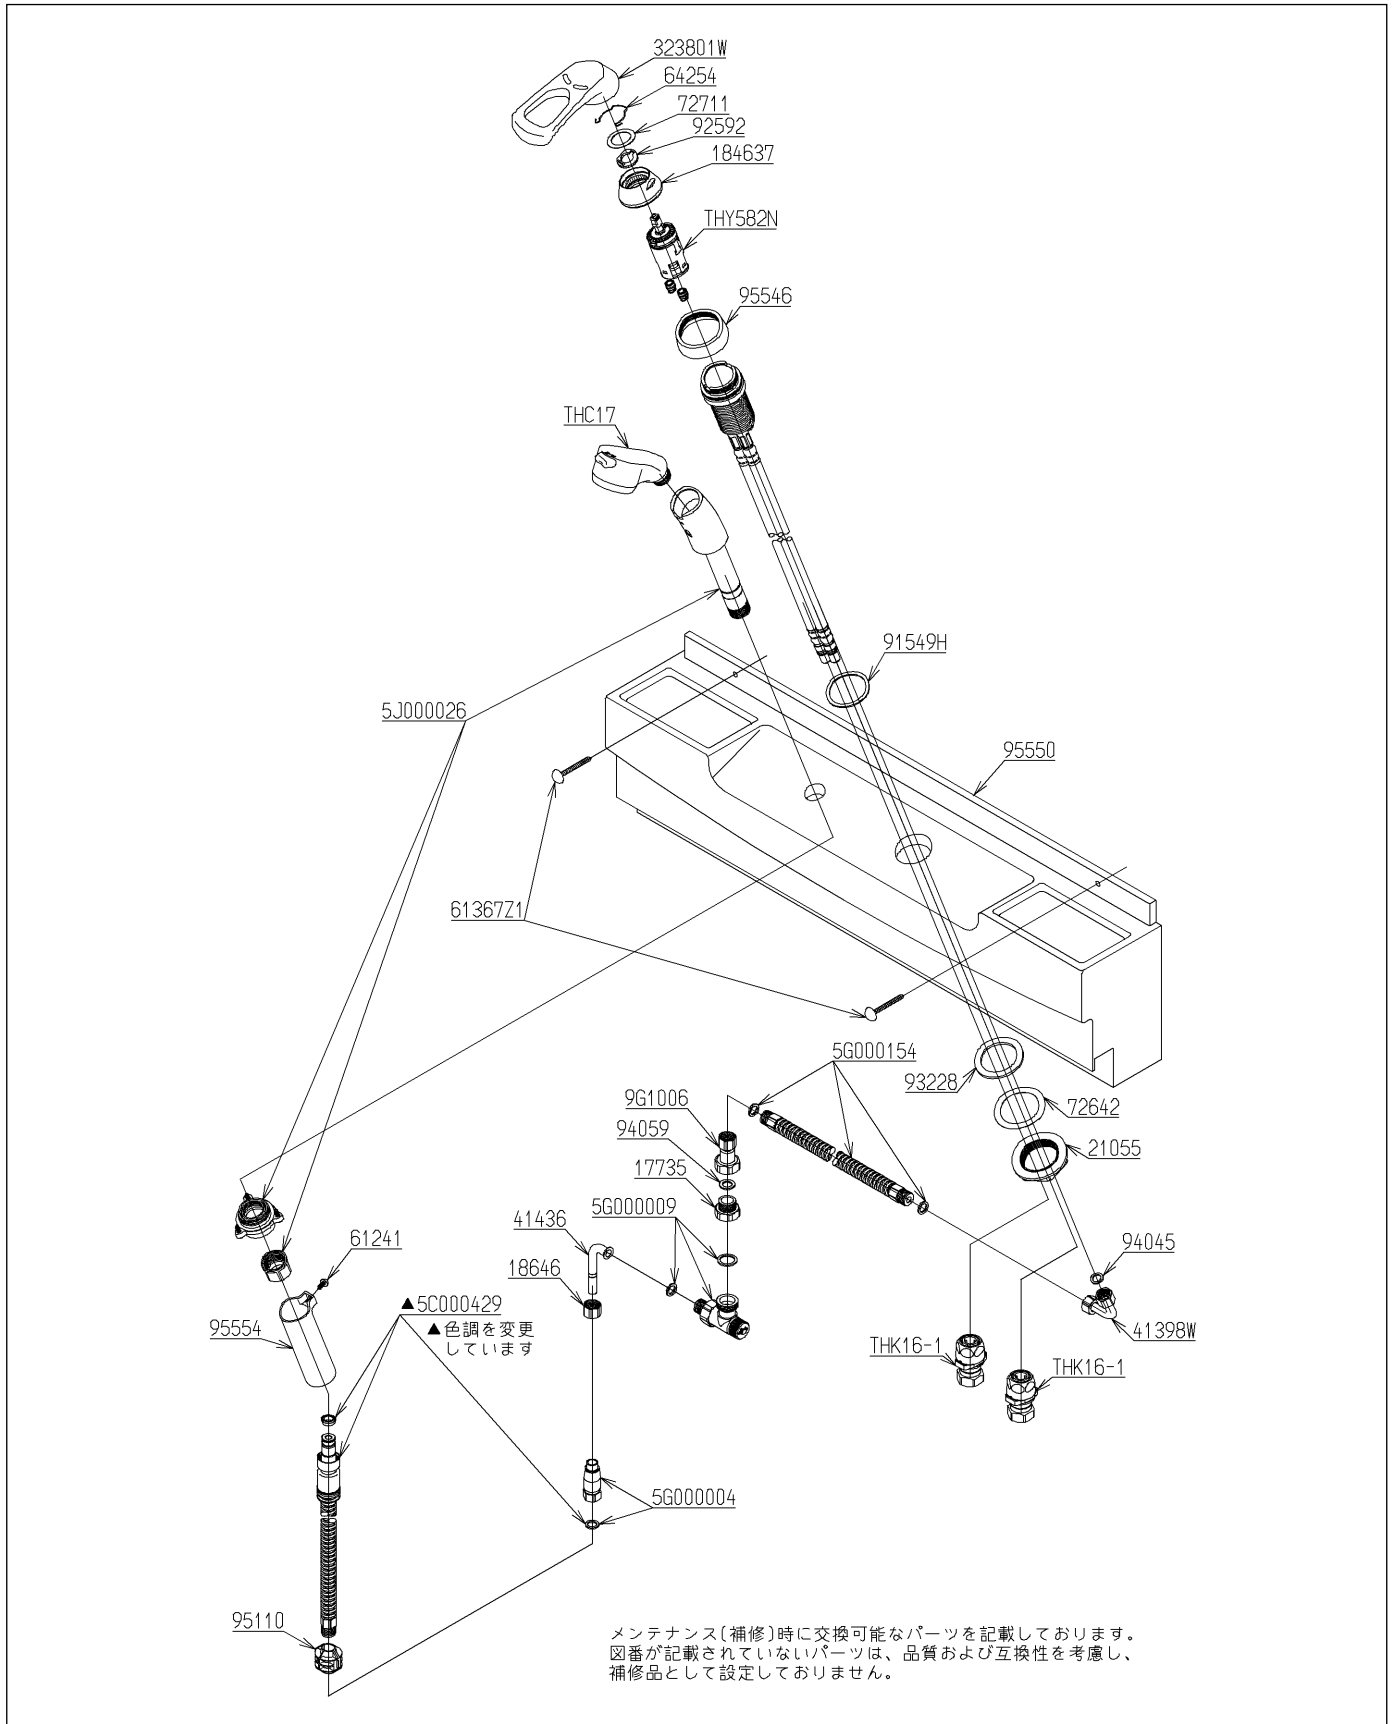 323801W
64254
72711
92592
184637
THY582N
95546
THC17
91549H
5J000026
95550
61367Z1
5G000154
93228
9G1006
72642
94059
21055
17735
5G000009
41436
61241
94045
18646
▲5C000429
95554
▲色調を変更
しています
41398W
THK16-1
THK16-1
5G000004
95110
メンテナンス(補修)時に交換可能なパーツを記載しております。
図番が記載されていないパーツは、品質および互換性を考慮し、
補修品として設定しておりません。